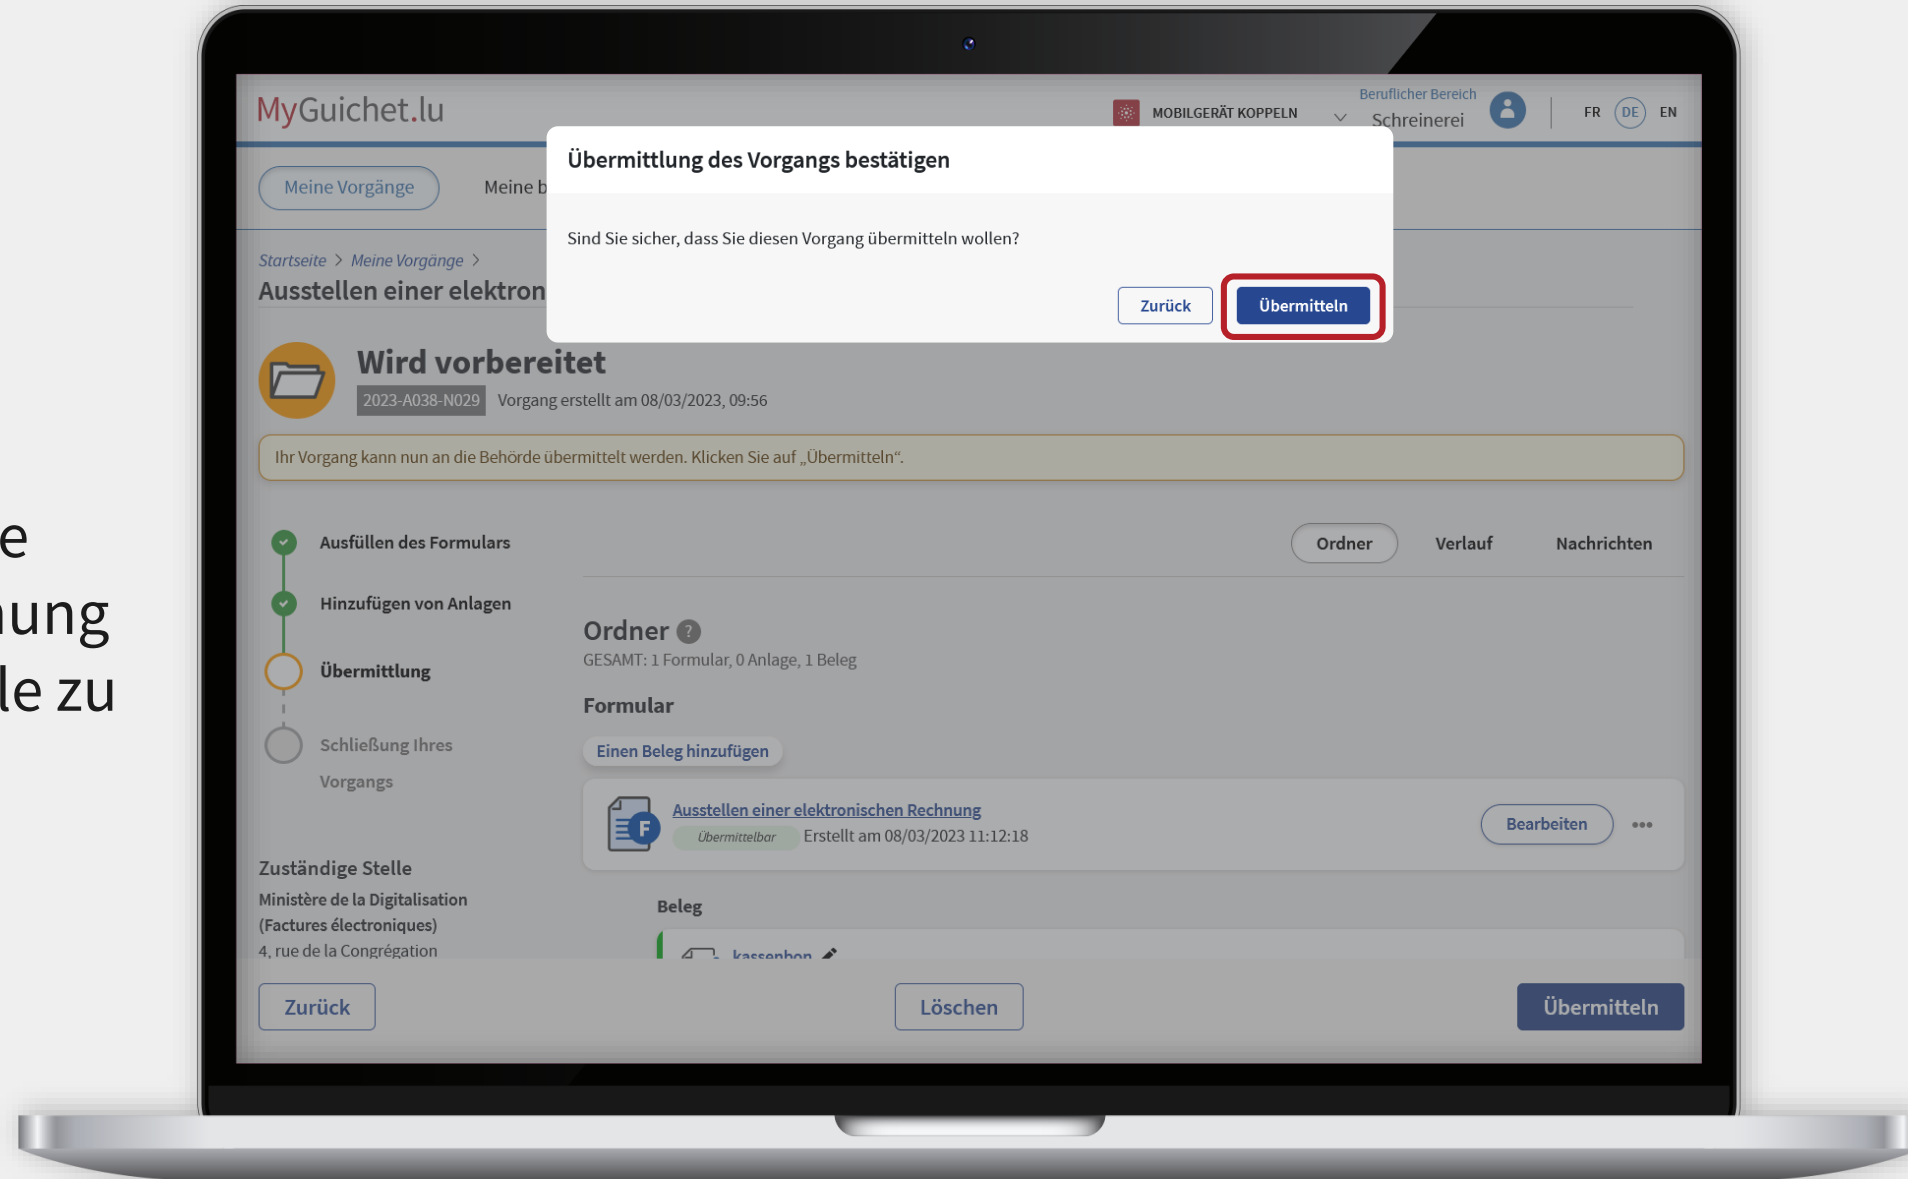 e
nung
le zu
MyGuichet.lu
MOBILGERÄT KOPPELN
Beruflicher Bereich
Schreinerei
FR DE EN
Meine Vorgänge
Meine b
Übermittlung des Vorgangs bestätigen
Sind Sie sicher, dass Sie diesen Vorgang übermitteln wollen?
Zurück
Übermitteln
Startseite > Meine Vorgänge >
Ausstellen einer elektron
Wird vorbereitet
2023-A038-N029 Vorgang erstellt am 08/03/2023, 09:56
Ihr Vorgang kann nun an die Behörde übermittelt werden. Klicken Sie auf „Übermitteln“.
Ausfüllen des Formulars
Hinzufügen von Anlagen
Übermittlung
Schließung Ihres
Vorgangs
Zuständige Stelle
Ministère de la Digitalisation
(Factures électroniques)
4, rue de la Congrégation
Ordner Verlauf Nachrichten
Ordner ?
GESAMT: 1 Formular, 0 Anlage, 1 Beleg
Formular
Einen Beleg hinzufügen
F
Ausstellen einer elektronischen Rechnung
Übermittelbar Erstellt am 08/03/2023 11:12:18
Bearbeiten
Beleg
kassenbon
Zurück
Löschen
Übermitteln